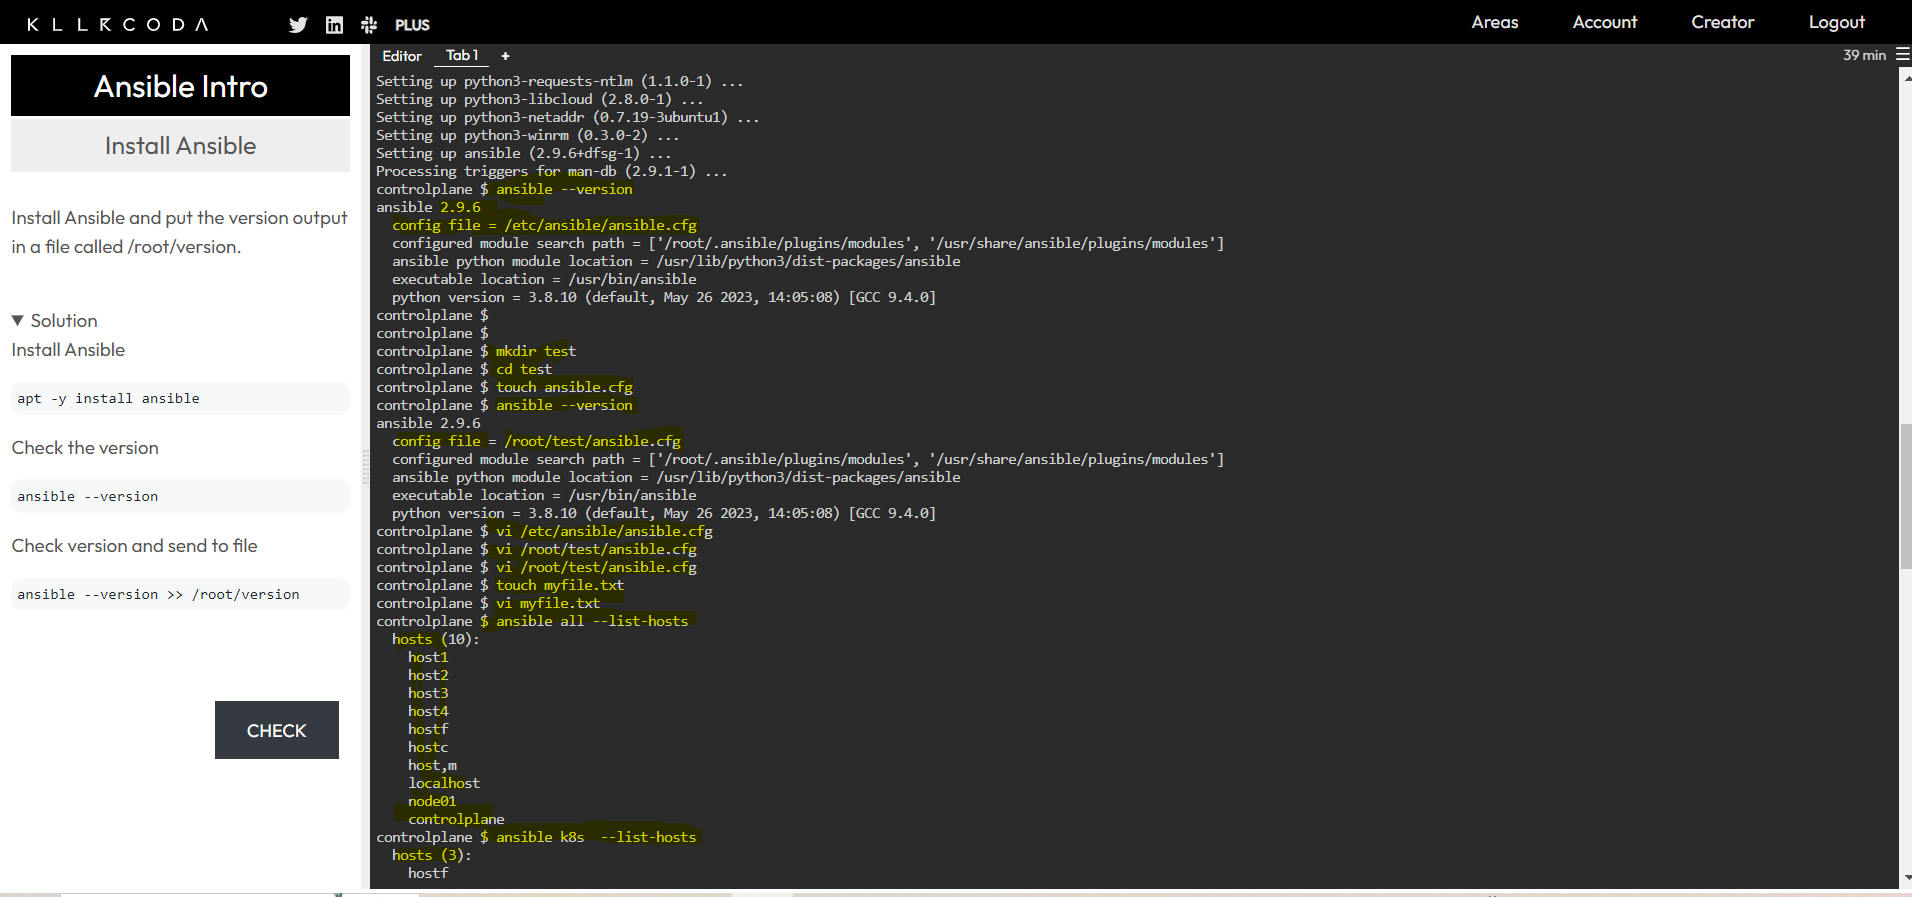 KLLRCODA PLUS Areas Account Creator Logout
Ansible Intro
Install Ansible
Install Ansible and put the version output
in a file called /root/version.
▼ Solution
Install Ansible
apt -y install ansible
Check the version
ansible --version
Check version and send to file
ansible --version >> /root/version
CHECK
Editor Tab 1 + 39 min
Setting up python3-requests-ntlm (1.1.0-1) ...
Setting up python3-libcloud (2.8.0-1) ...
Setting up python3-netaddr (0.7.19-3ubuntu1) ...
Setting up python3-winrm (0.3.0-2) ...
Setting up ansible (2.9.6+dfsg-1) ...
Processing triggers for man-db (2.9.1-1) ...
controlplane $ ansible --version
ansible 2.9.6
  config file = /etc/ansible/ansible.cfg
  configured module search path = ['/root/.ansible/plugins/modules', '/usr/share/ansible/plugins/modules']
  ansible python module location = /usr/lib/python3/dist-packages/ansible
  executable location = /usr/bin/ansible
  python version = 3.8.10 (default, May 26 2023, 14:05:08) [GCC 9.4.0]
controlplane $
controlplane $
controlplane $ mkdir test
controlplane $ cd test
controlplane $ touch ansible.cfg
controlplane $ ansible --version
ansible 2.9.6
  config file = /root/test/ansible.cfg
  configured module search path = ['/root/.ansible/plugins/modules', '/usr/share/ansible/plugins/modules']
  ansible python module location = /usr/lib/python3/dist-packages/ansible
  executable location = /usr/bin/ansible
  python version = 3.8.10 (default, May 26 2023, 14:05:08) [GCC 9.4.0]
controlplane $ vi /etc/ansible/ansible.cfg
controlplane $ vi /root/test/ansible.cfg
controlplane $ vi /root/test/ansible.cfg
controlplane $ touch myfile.txt
controlplane $ vi myfile.txt
controlplane $ ansible all --list-hosts
  hosts (10):
    host1
    host2
    host3
    host4
    hostf
    hostc
    host,m
    localhost
    node01
    controlplane
controlplane $ ansible k8s  --list-hosts
  hosts (3):
    hostf